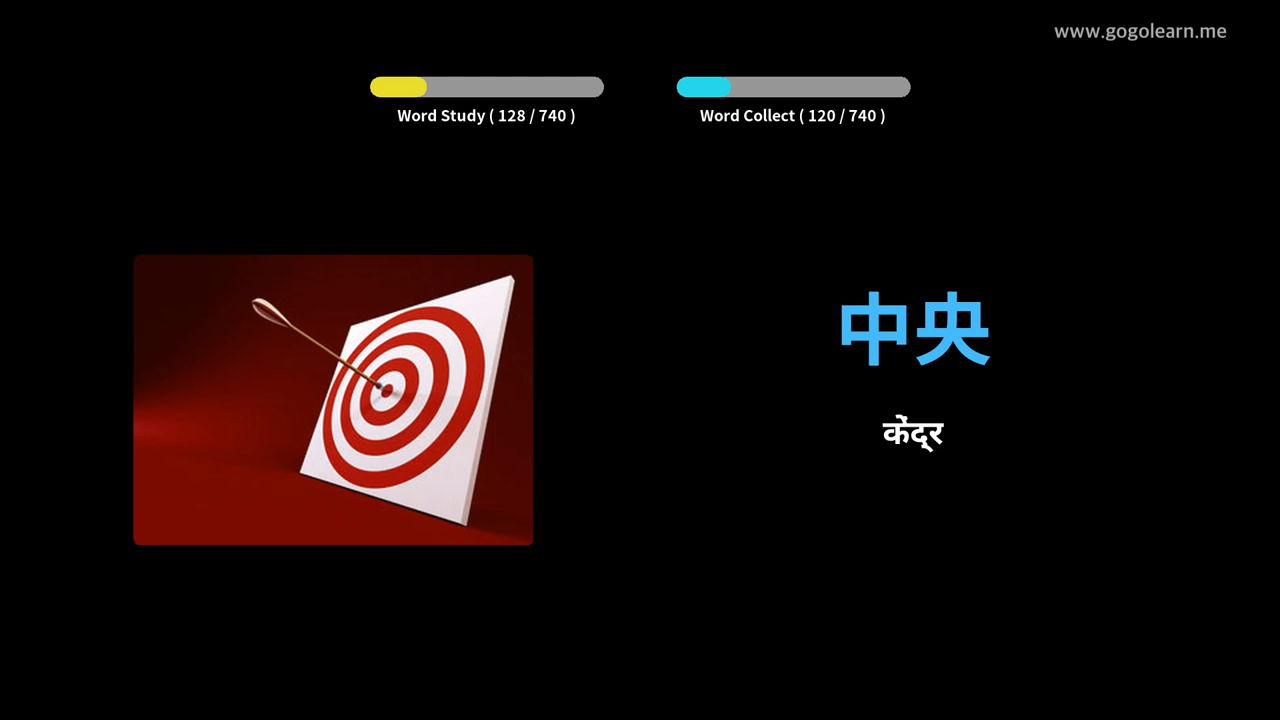 www.gogolearn.me
Word Study ( 128 / 740 )
Word Collect ( 120 / 740 )
中央
केंद्र